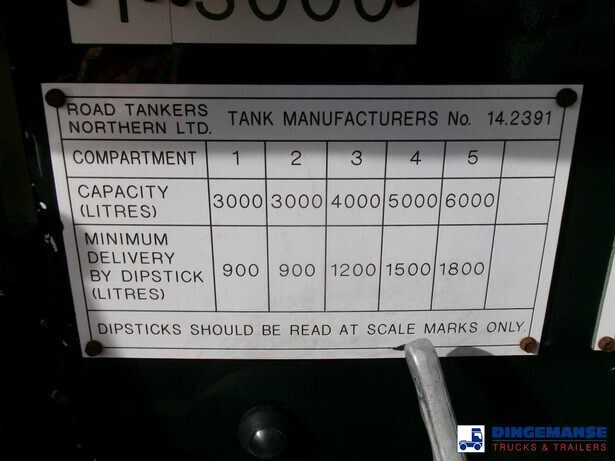 3000
ROAD TANKERS NORTHERN LTD. TANK MANUFACTURERS No. 14.2391
COMPARTMENT 1 2 3 4 5
CAPACITY (LITRES) 3000 3000 4000 5000 6000
MINIMUM DELIVERY BY DIPSTICK (LITRES) 900 900 1200 1500 1800
DIPSTICKS SHOULD BE READ AT SCALE MARKS ONLY.
DINGEMANSE
TRUCKS & TRAILERS